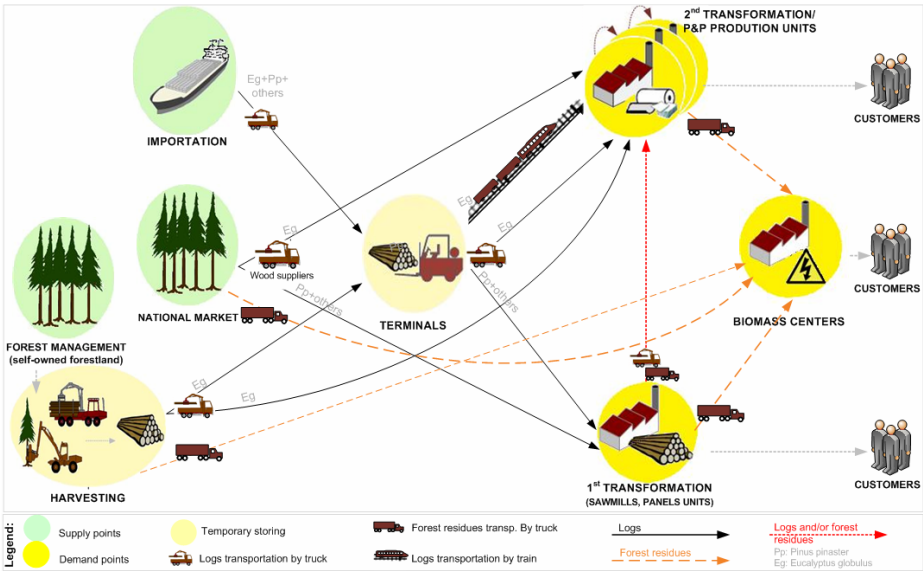 2nd TRANSFORMATION/
P&P PRODUTION UNITS
Eg+Pp+
others
IMPORTATION
CUSTOMERS
Eg
Eg
Eg
Wood suppliers
Pp+others
Pp+others
NATIONAL MARKET
TERMINALS
CUSTOMERS
BIOMASS CENTERS
FOREST MANAGEMENT
(self-owned forestland)
Eg
Eg
HARVESTING
1st TRANSFORMATION
(SAWMILLS, PANELS UNITS)
CUSTOMERS
Legend:
Supply points
Temporary storing
Forest residues transp. By truck
Logs
Logs and/or forest
residues
Demand points
Logs transportation by truck
Logs transportation by train
Forest residues
Pp: Pinus pinaster
Eg: Eucalyptus globulus